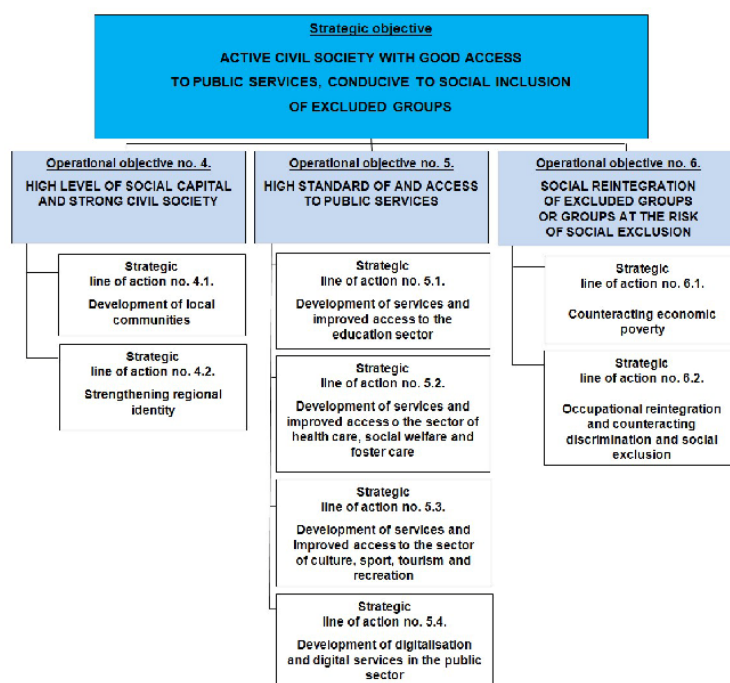 Strategic objective
ACTIVE CIVIL SOCIETY WITH GOOD ACCESS
TO PUBLIC SERVICES, CONDUCIVE TO SOCIAL INCLUSION
OF EXCLUDED GROUPS
Operational objective no. 4.
HIGH LEVEL OF SOCIAL CAPITAL
AND STRONG CIVIL SOCIETY
Strategic
line of action no. 4.1.
Development of local
communities
Strategic
line of action no. 4.2.
Strengthening regional
identity
Operational objective no. 5.
HIGH STANDARD OF AND ACCESS
TO PUBLIC SERVICES
Strategic
line of action no. 5.1.
Development of services and
improved access to the
education sector
Strategic
line of action no. 5.2.
Development of services and
improved access o the sector
of health care, social welfare and
foster care
Strategic
line of action no. 5.3.
Development of services and
Improved access to the sector
of culture, sport, tourism and
recreation
Strategic
line of action no. 5.4.
Development of digitalisation
and digital services in the public
sector
Operational objective no. 6.
SOCIAL REINTEGRATION
OF EXCLUDED GROUPS
OR GROUPS AT THE RISK
OF SOCIAL EXCLUSION
Strategic
line of action no. 6.1.
Counteracting economic
poverty
Strategic
line of action no. 6.2.
Occupational reintegration
and counteracting
discrimination and social
exclusion